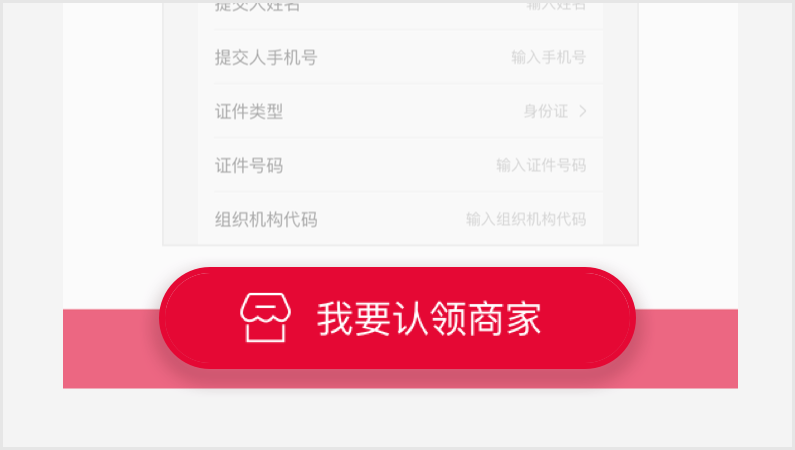 提交人姓名 输入姓名
提交人手机号 输入手机号
证件类型 身份证
证件号码 输入证件号码
组织机构代码 输入组织机构代码
我要认领商家